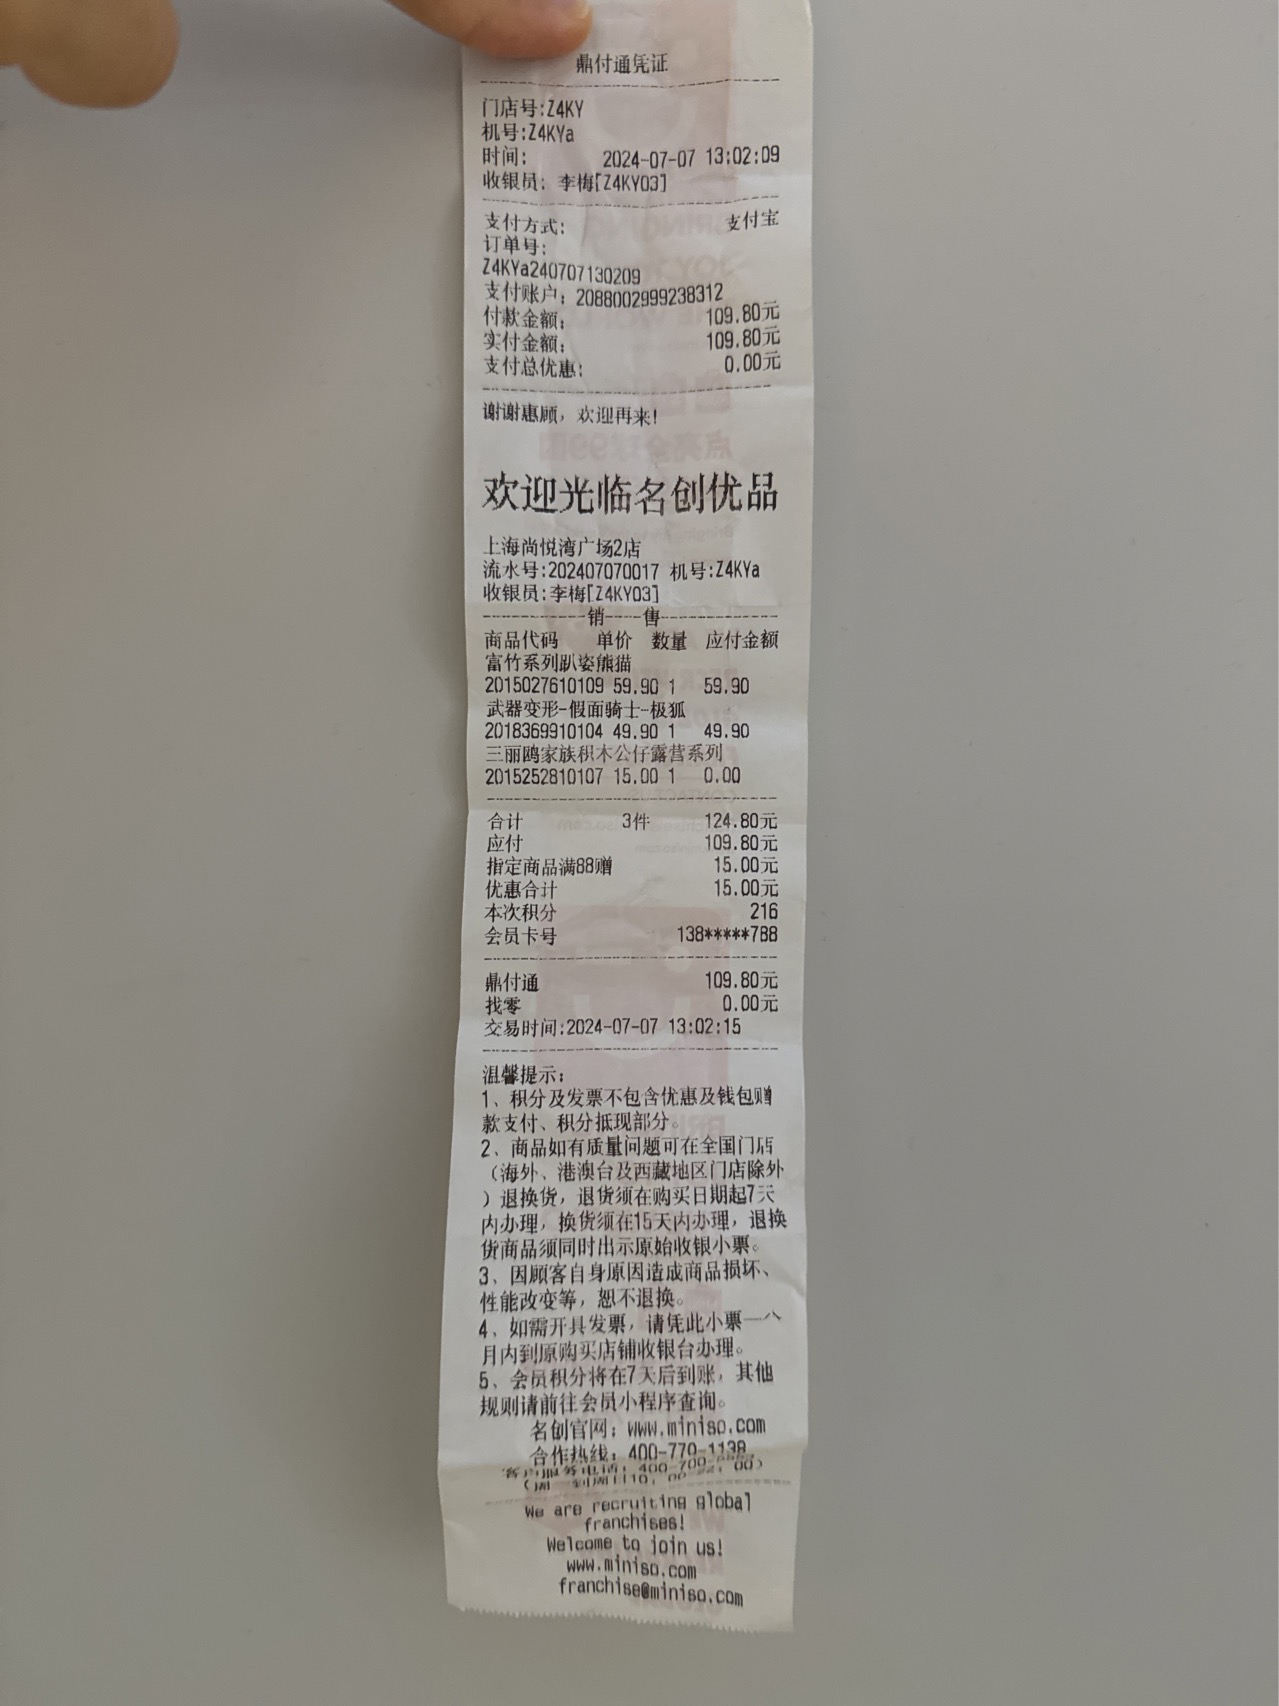 鼎付通凭证
门店号:Z4KY
机号:Z4KYa
时间: 2024-07-07 13:02:09
收银员: 李梅[Z4KY03]
支付方式: 支付宝
订单号:
Z4KYa240707130209
支付账户: 2088002999238312
付款金额: 109.80元
实付金额: 109.80元
支付总优惠: 0.00元
谢谢惠顾, 欢迎再来!
欢迎光临名创优品
上海尚悦湾广场2店
流水号:202407070017 机号:Z4KYa
收银员:李梅[Z4KY03]
-----------销----售------------
商品代码 单价 数量 应付金额
富竹系列趴姿熊猫
2015027610109 59.90 1 59.90
武器变形-假面骑士-极狐
2018369910104 49.90 1 49.90
三丽鸥家族积木公仔露营系列
2015252810107 15.00 1 0.00
合计 3件 124.80元
应付 109.80元
指定商品满88赠 15.00元
优惠合计 15.00元
本次积分 216
会员卡号 138*****788
鼎付通 109.80元
找零 0.00元
交易时间:2024-07-07 13:02:15
温馨提示:
1、积分及发票不包含优惠及钱包赠
款支付、积分抵现部分。
2、商品如有质量问题可在全国门店
（海外、港澳台及西藏地区门店除外
）退换货, 退货须在购买日期起7天
内办理, 换货须在15天内办理, 退换
货商品须同时出示原始收银小票。
3、因顾客自身原因造成商品损坏、
性能改变等, 恕不退换。
4、如需开具发票, 请凭此小票一个
月内到原购买店铺收银台办理。
5、会员积分将在7天后到账, 其他
规则请前往会员小程序查询。
名创官网: www.miniso.com
合作热线: 400-770-1138
客户服务电话: 400-700-
We are recruiting global
franchises!
Welcome to join us!
www.miniso.com
franchise@miniso.com